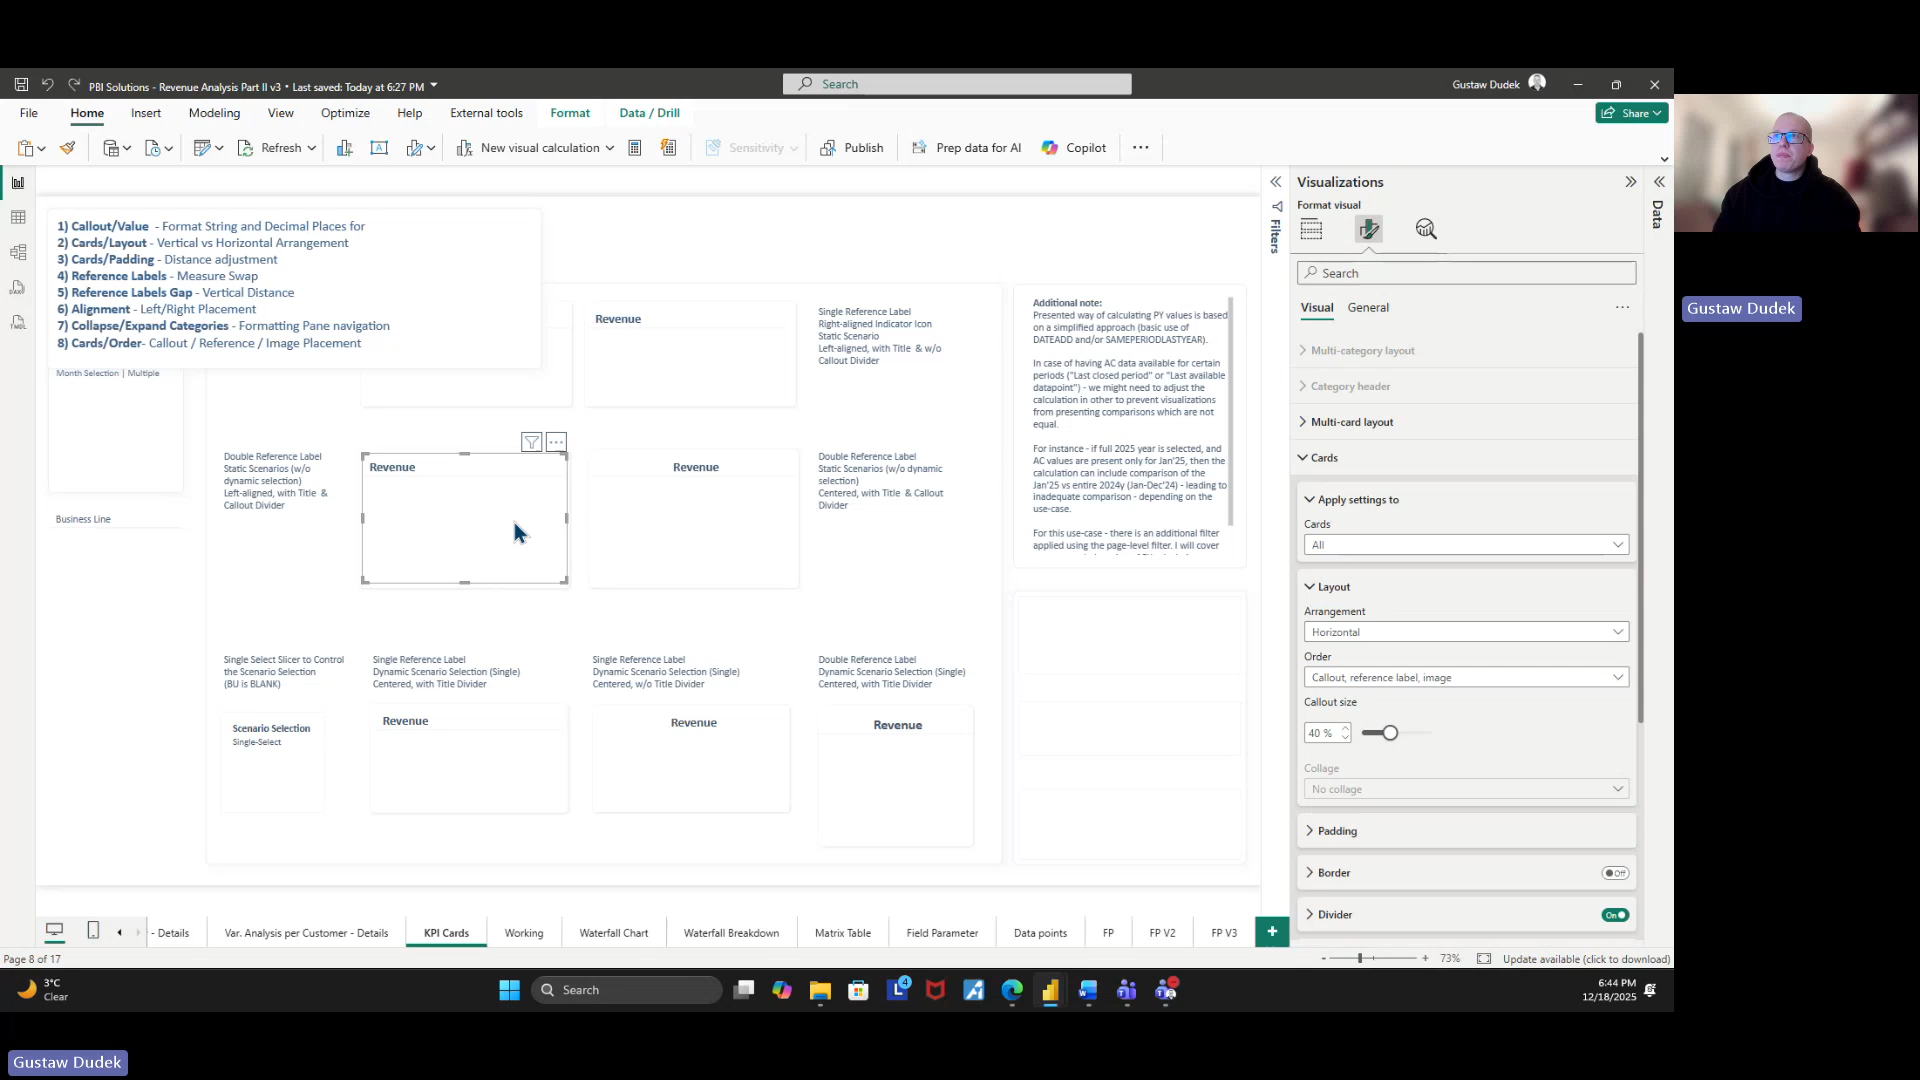 PBI Solutions - Revenue Analysis Part II v3 • Last saved: Today at 6:27 PM
Search
Gustaw Dudek
File
Home
Insert
Modeling
View
Optimize
Help
External tools
Format
Data / Drill
Share
Refresh
New visual calculation
Sensitivity
Publish
Prep data for AI
Copilot
1) Callout/Value - Format String and Decimal Places for
2) Cards/Layout - Vertical vs Horizontal Arrangement
3) Cards/Padding - Distance adjustment
4) Reference Labels - Measure Swap
5) Reference Labels Gap - Vertical Distance
6) Alignment - Left/Right Placement
7) Collapse/Expand Categories - Formatting Pane navigation
8) Cards/Order- Callout / Reference / Image Placement
Month Selection | Multiple
Business Line
Revenue
Single Reference Label
Right-aligned Indicator Icon
Static Scenario
Left-aligned, with Title & w/o
Callout Divider
Double Reference Label
Static Scenarios (w/o
dynamic selection)
Left-aligned, with Title &
Callout Divider
Revenue
Revenue
Double Reference Label
Static Scenarios (w/o dynamic
selection)
Centered, with Title & Callout
Divider
Single Select Slicer to Control
the Scenario Selection
(BU is BLANK)
Single Reference Label
Dynamic Scenario Selection (Single)
Centered, with Title Divider
Single Reference Label
Dynamic Scenario Selection (Single)
Centered, w/o Title Divider
Double Reference Label
Dynamic Scenario Selection (Single)
Centered, with Title Divider
Scenario Selection
Single-Select
Revenue
Revenue
Revenue
Additional note:
Presented way of calculating PY values is based
on a simplified approach (basic use of
DATEADD and/or SAMEPERIODLASTYEAR).
In case of having AC data available for certain
periods ("Last closed period" or "Last available
datapoint") - we might need to adjust the
calculation in other to prevent visualizations
from presenting comparisons which are not
equal.
For instance - if full 2025 year is selected, and
AC values are present only for Jan'25, then the
calculation can include comparison of the
Jan'25 vs entire 2024y (Jan-Dec'24) - leading to
inadequate comparison - depending on the
use-case.
For this use-case - there is an additional filter
applied using the page-level filter. I will cover
Filters
Visualizations
Format visual
Search
Visual
General
Multi-category layout
Category header
Multi-card layout
Cards
Apply settings to
Cards
All
Layout
Arrangement
Horizontal
Order
Callout, reference label, image
Callout size
40 %
Collage
No collage
Padding
Border
Off
Divider
On
Data
- Details
Var. Analysis per Customer - Details
KPI Cards
Working
Waterfall Chart
Waterfall Breakdown
Matrix Table
Field Parameter
Data points
FP
FP V2
FP V3
Page 8 of 17
73%
Update available (click to download)
3°C
Clear
Search
4
6:44 PM
12/18/2025
Gustaw Dudek
Gustaw Dudek